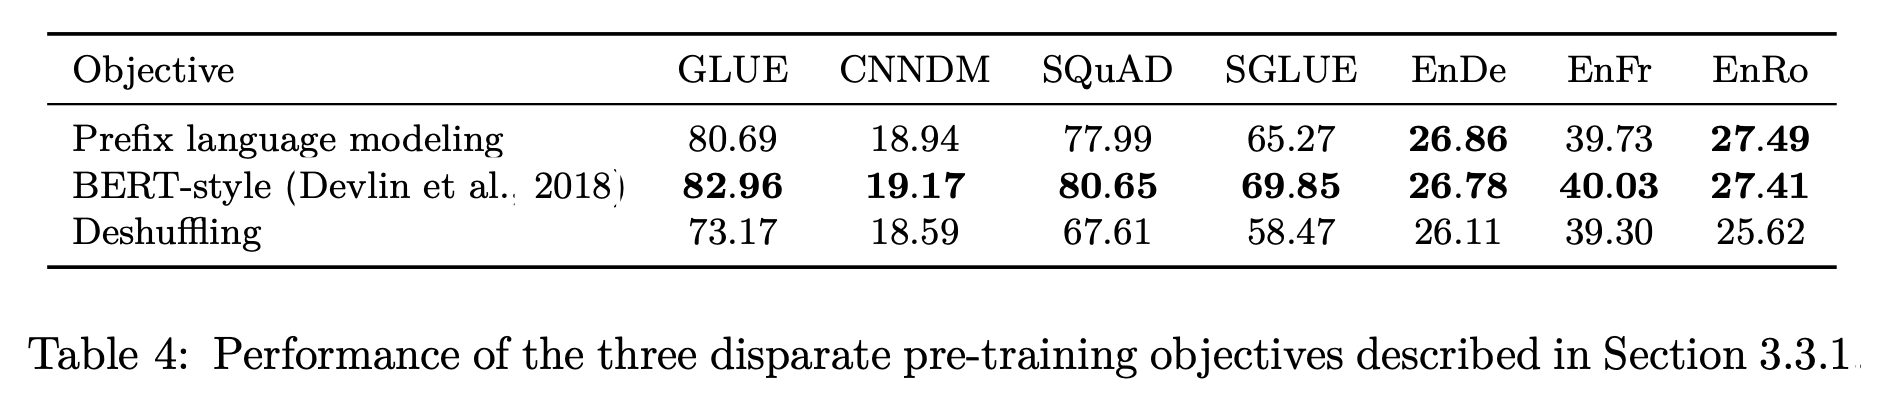 Objective GLUE CNNDM SQuAD SGLUE EnDe EnFr EnRo
Prefix language modeling 80.69 18.94 77.99 65.27 26.86 39.73 27.49
BERT-style (Devlin et al., 2018) 82.96 19.17 80.65 69.85 26.78 40.03 27.41
Deshuffling 73.17 18.59 67.61 58.47 26.11 39.30 25.62
Table 4: Performance of the three disparate pre-training objectives described in Section 3.3.1.